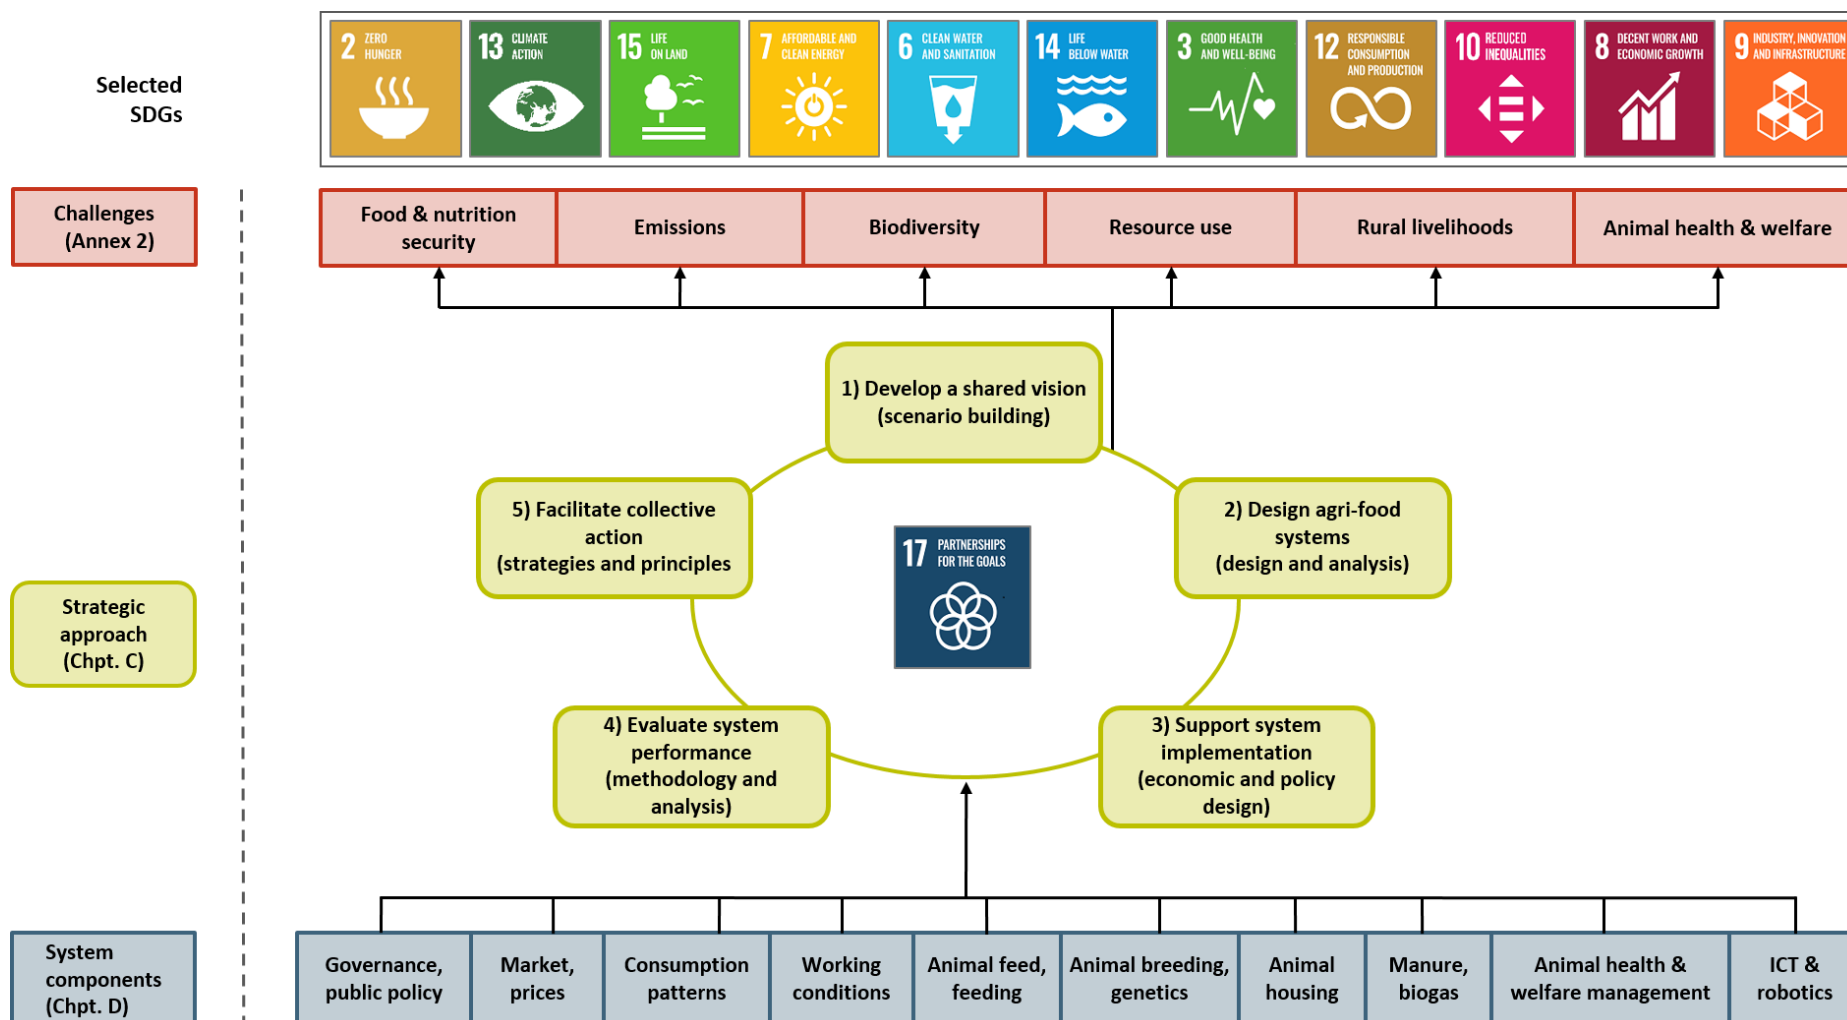 Selected
SDGs
2 ZERO
HUNGER
13 CLIMATE
ACTION
15 LIFE
ON LAND
7 AFFORDABLE AND
CLEAN ENERGY
6 CLEAN WATER
AND SANITATION
14 LIFE
BELOW WATER
3 GOOD HEALTH
AND WELL-BEING
12 RESPONSIBLE
CONSUMPTION
AND PRODUCTION
10 REDUCED
INEQUALITIES
8 DECENT WORK AND
ECONOMIC GROWTH
9 INDUSTRY, INNOVATION
AND INFRASTRUCTURE
Challenges
(Annex 2)
Food & nutrition
security
Emissions
Biodiversity
Resource use
Rural livelihoods
Animal health & welfare
Strategic
approach
(Chpt. C)
1) Develop a shared vision
(scenario building)
2) Design agri-food
systems
(design and analysis)
3) Support system
implementation
(economic and policy
design)
4) Evaluate system
performance
(methodology and
analysis)
5) Facilitate collective
action
(strategies and principles
17 PARTNERSHIPS
FOR THE GOALS
System
components
(Chpt. D)
Governance,
public policy
Market,
prices
Consumption
patterns
Working
conditions
Animal feed,
feeding
Animal breeding,
genetics
Animal
housing
Manure,
biogas
Animal health &
welfare management
ICT &
robotics